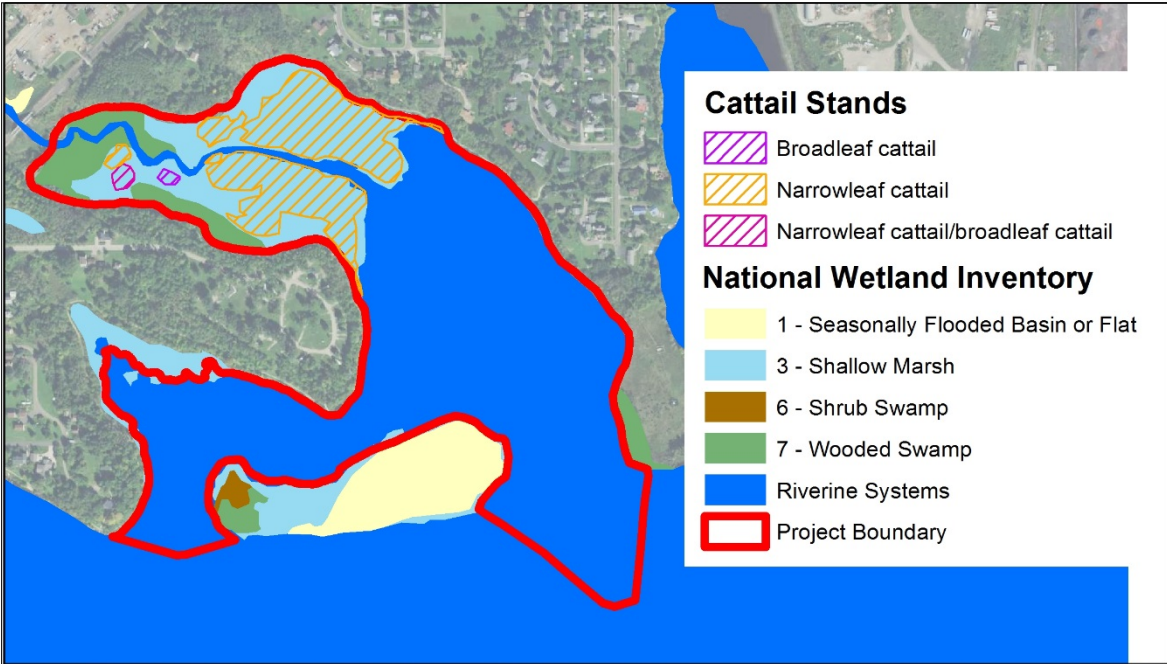 Cattail Stands
Broadleaf cattail
Narrowleaf cattail
Narrowleaf cattail/broadleaf cattail
National Wetland Inventory
1 - Seasonally Flooded Basin or Flat
3 - Shallow Marsh
6 - Shrub Swamp
7 - Wooded Swamp
Riverine Systems
Project Boundary